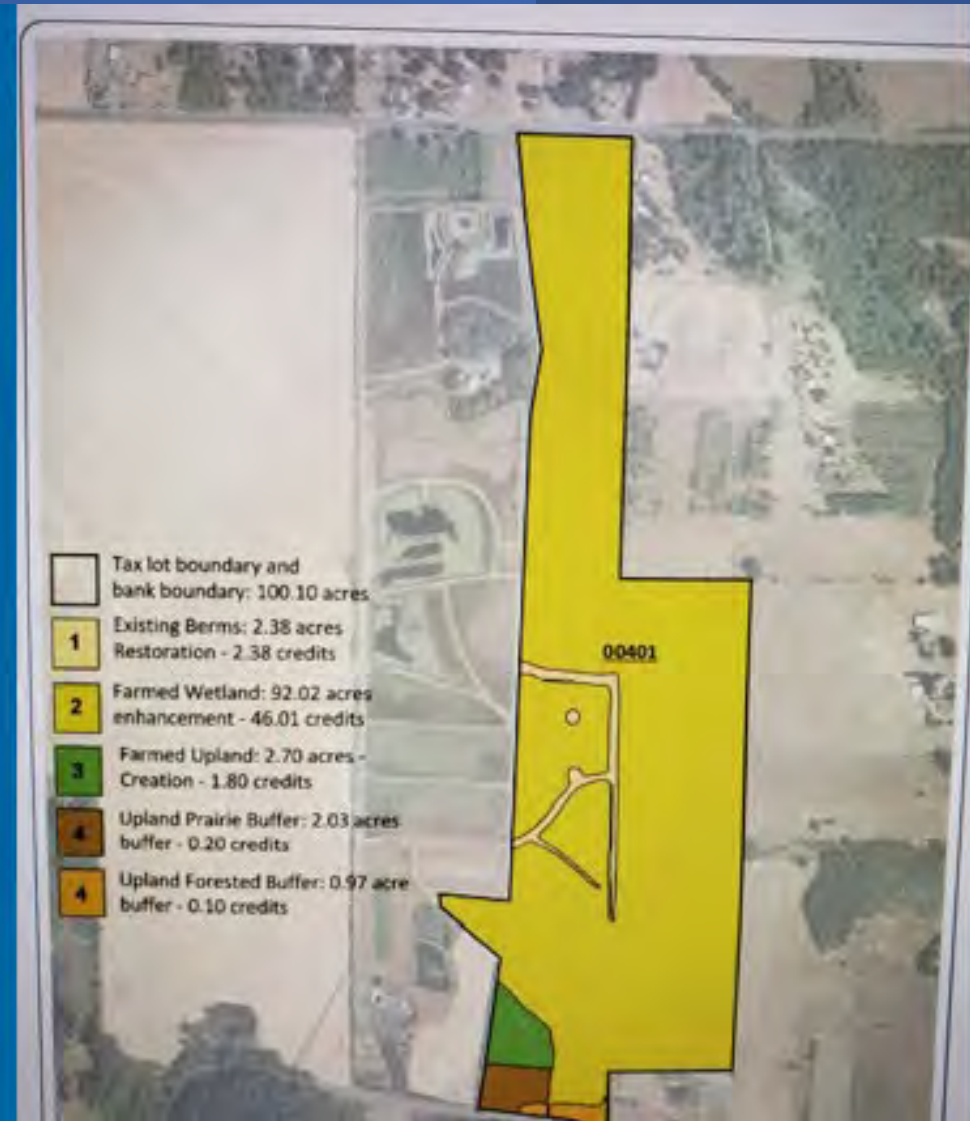 Tax lot boundary and
bank boundary: 100.10 acres
1
Existing Berms: 2.38 acres
Restoration - 2.38 credits
2
Farmed Wetland: 92.02 acres
enhancement - 46.01 credits
3
Farmed Upland: 2.70 acres -
Creation - 1.80 credits
4
Upland Prairie Buffer: 2.03 acres
buffer - 0.20 credits
4
Upland Forested Buffer: 0.97 acre
buffer - 0.10 credits
00401